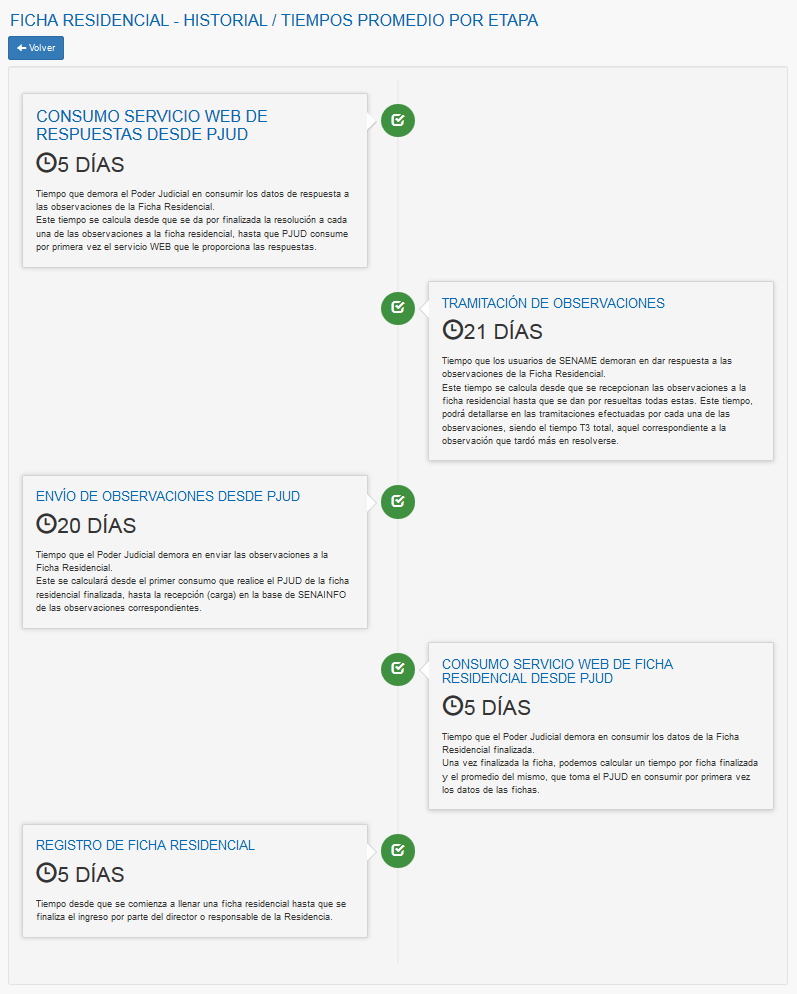 FICHA RESIDENCIAL - HISTORIAL / TIEMPOS PROMEDIO POR ETAPA
Volver
CONSUMO SERVICIO WEB DE
RESPUESTAS DESDE PJUD
5 DÍAS
Tiempo que demora el Poder Judicial en consumir los datos de respuesta a
las observaciones de la Ficha Residencial.
Este tiempo se calcula desde que se da por finalizada la resolución a cada
una de las observaciones a la ficha residencial, hasta que PJUD consume
por primera vez el servicio WEB que le proporciona las respuestas.
TRAMITACIÓN DE OBSERVACIONES
21 DÍAS
Tiempo que los usuarios de SENAME demoran en dar respuesta a las
observaciones de la Ficha Residencial.
Este tiempo se calcula desde que se recepcionan las observaciones a la
ficha residencial hasta que se dan por resueltas todas estas. Este tiempo,
podrá detallarse en las tramitaciones efectuadas por cada una de las
observaciones, siendo el tiempo T3 total, aquel correspondiente a la
observación que tardó más en resolverse.
ENVÍO DE OBSERVACIONES DESDE PJUD
20 DÍAS
Tiempo que el Poder Judicial demora en enviar las observaciones a la
Ficha Residencial.
Este se calculará desde el primer consumo que realice el PJUD de la ficha
residencial finalizada, hasta la recepción (carga) en la base de SENAINFO
de las observaciones correspondientes.
CONSUMO SERVICIO WEB DE FICHA
RESIDENCIAL DESDE PJUD
5 DÍAS
Tiempo que el Poder Judicial demora en consumir los datos de la Ficha
Residencial finalizada.
Una vez finalizada la ficha, podemos calcular un tiempo por ficha finalizada
y el promedio del mismo, que toma el PJUD en consumir por primera vez
los datos de las fichas.
REGISTRO DE FICHA RESIDENCIAL
5 DÍAS
Tiempo desde que se comienza a llenar una ficha residencial hasta que se
finaliza el ingreso por parte del director o responsable de la Residencia.